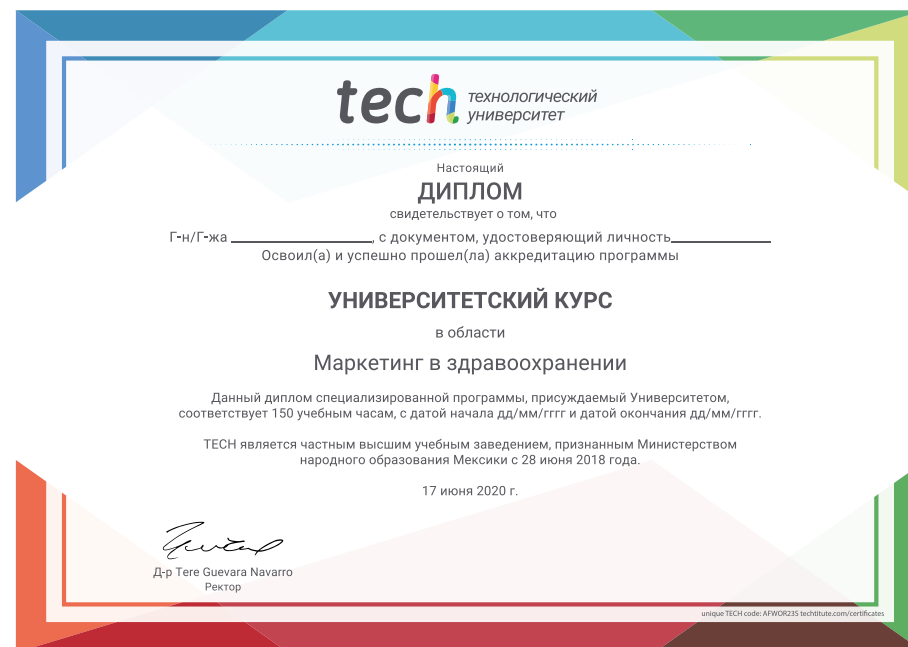 tech технологический
университет
Настоящий
ДИПЛОМ
свидетельствует о том, что
Г-н/Г-жа , с документом, удостоверяющий личность
Освоил(а) и успешно прошел(ла) аккредитацию программы
УНИВЕРСИТЕТСКИЙ КУРС
в области
Маркетинг в здравоохранении
Данный диплом специализированной программы, присуждаемый Университетом,
соответствует 150 учебным часам, с датой начала дд/мм/гггг и датой окончания дд/мм/гггг.
TECH является частным высшим учебным заведением, признанным Министерством
народного образования Мексики с 28 июня 2018 года.
17 июня 2020 г.
Д-р Tere Guevara Navarro
Ректор
unique TECH code: AFWOR23S techtitute.com/certificates